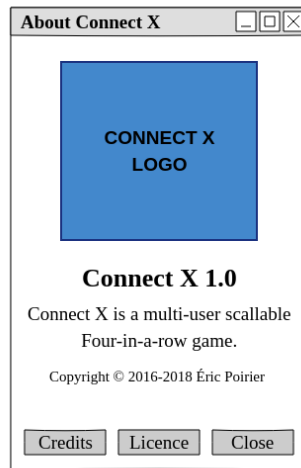 About Connect X
CONNECT X
LOGO
Connect X 1.0
Connect X is a multi-user scallable
Four-in-a-row game.
Copyright © 2016-2018 Éric Poirier
Credits
Licence
Close